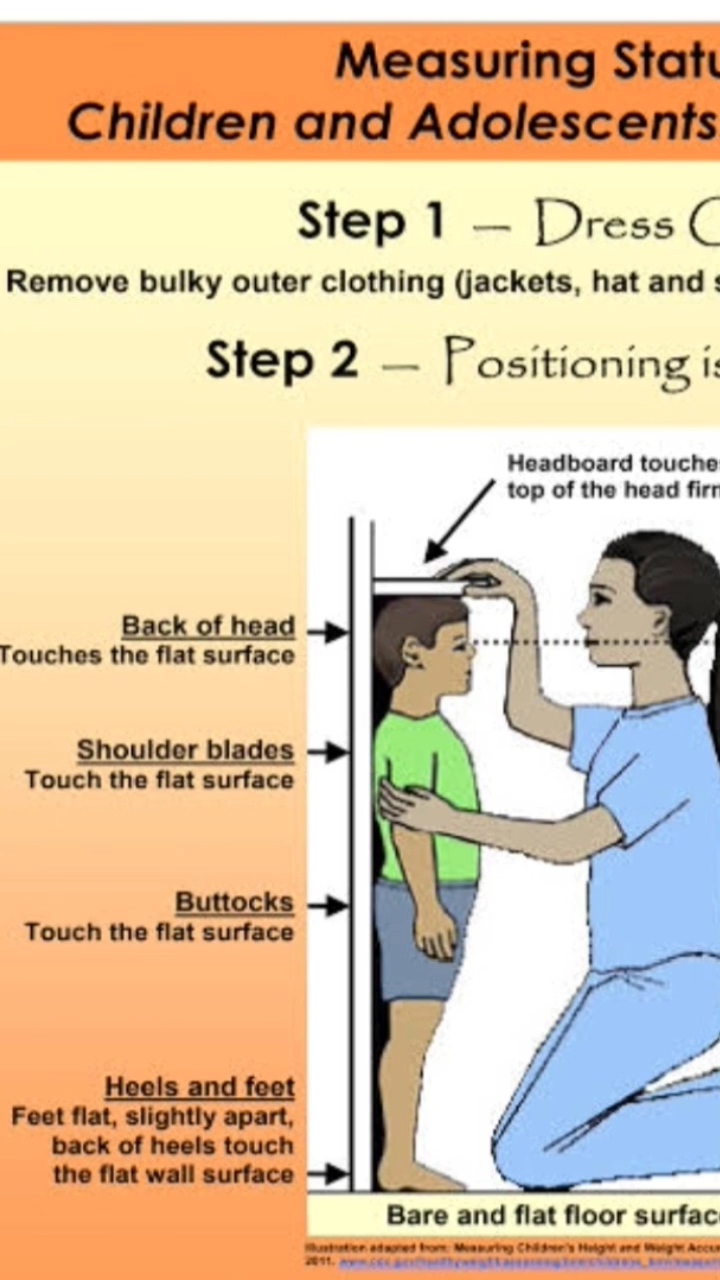 Measuring Statu
Children and Adolescents
Step 1 – Dress C
Remove bulky outer clothing (jackets, hat and s
Step 2 – Positioning is
Headboard touche
top of the head firm
Back of head
Touches the flat surface
Shoulder blades
Touch the flat surface
Buttocks
Touch the flat surface
Heels and feet
Feet flat, slightly apart,
back of heels touch
the flat wall surface
Bare and flat floor surfac
Illustration adapted from: Measuring Children's Height and Weight Accu
2011.